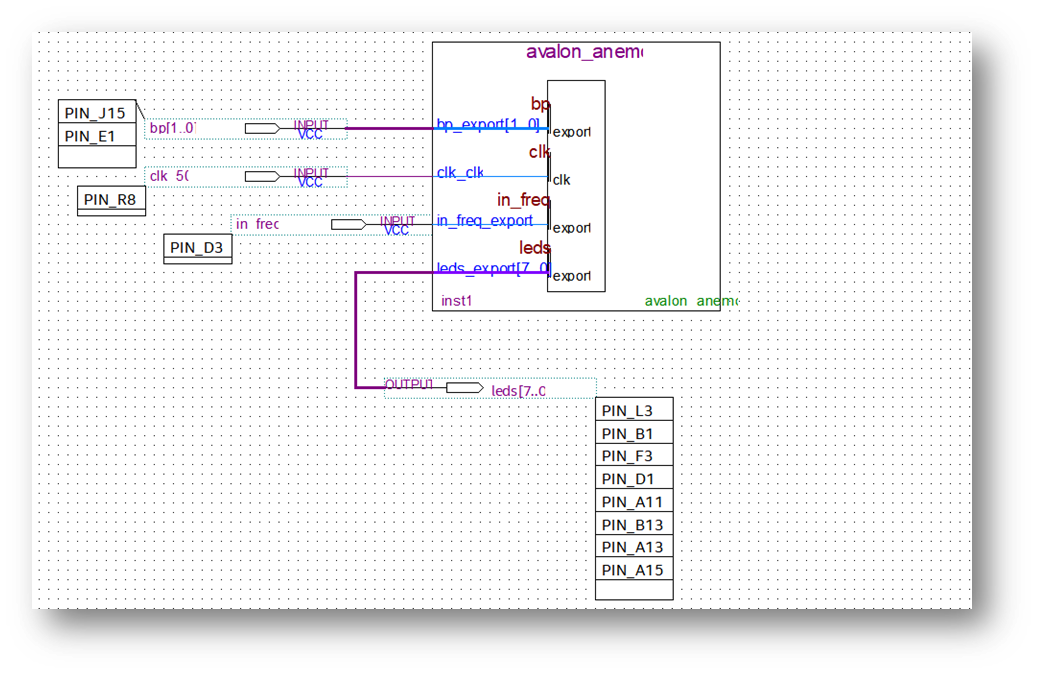 avalon_anem
PIN_J15
PIN_E1
bp[1..0]
INPUT
VCC
bp
bp_export[1..0]
export
clk
PIN_R8
clk_50
INPUT
VCC
clk_clk
clk
in_freq
PIN_D3
in_freq
INPUT
VCC
in_freq_export
export
leds
leds_export[7..0]
export
inst1
avalon_anem
OUTPUT
leds[7..0
PIN_L3
PIN_B1
PIN_F3
PIN_D1
PIN_A11
PIN_B13
PIN_A13
PIN_A15